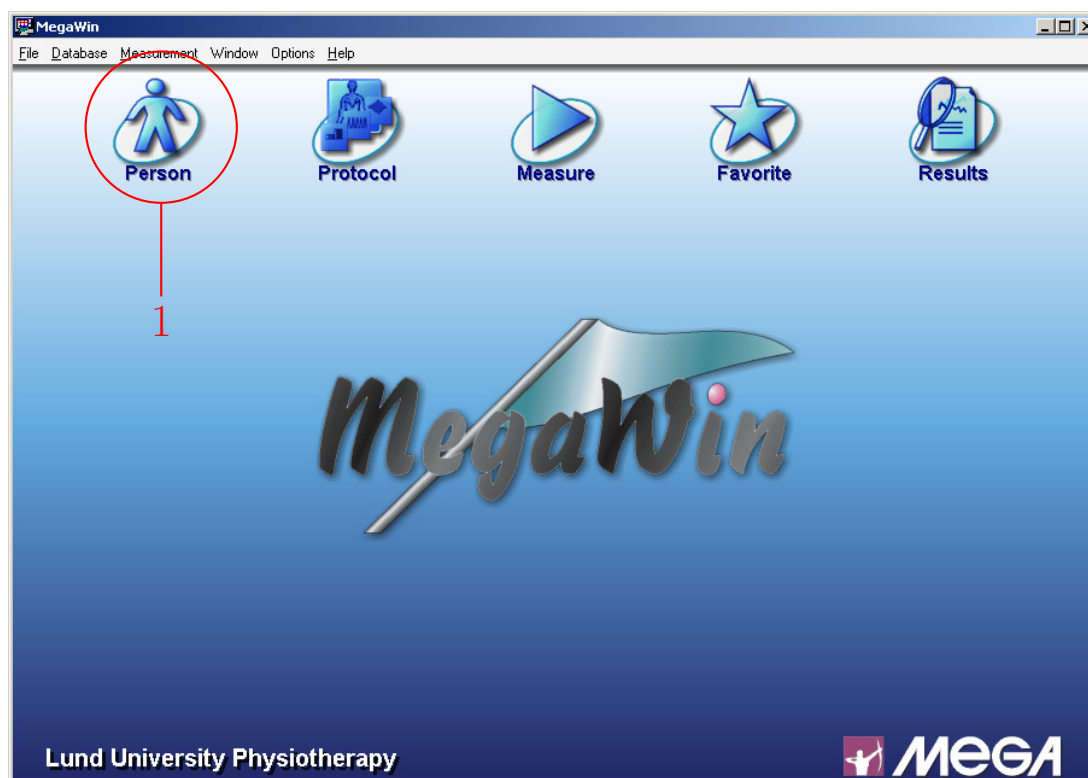 MegaWin
File Database Measurement Window Options Help
Person Protocol Measure Favorite Results
1
MegaWin
Lund University Physiotherapy MEGA